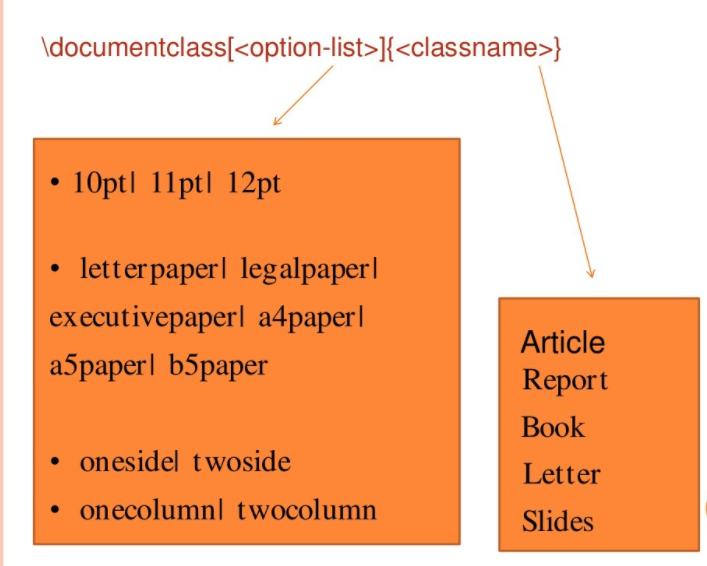 \documentclass[<option-list>]{<classname>}
• 10pt| 11pt| 12pt
• letterpaper| legalpaper|
executivepaper| a4paper|
a5paper| b5paper
• oneside| twoside
• onecolumn| twocolumn
Article
Report
Book
Letter
Slides